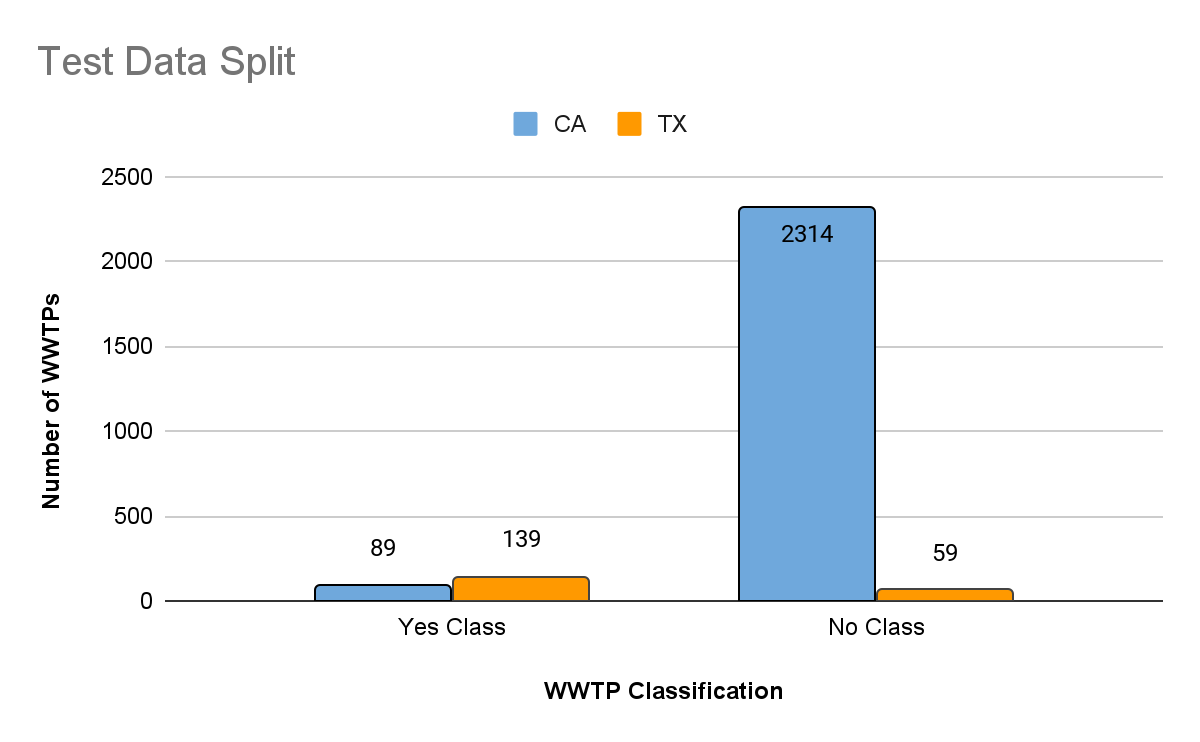 Test Data Split
CA TX
2500
2000
1500
1000
500
0
Number of WWTPs
89
139
2314
59
Yes Class
No Class
WWTP Classification